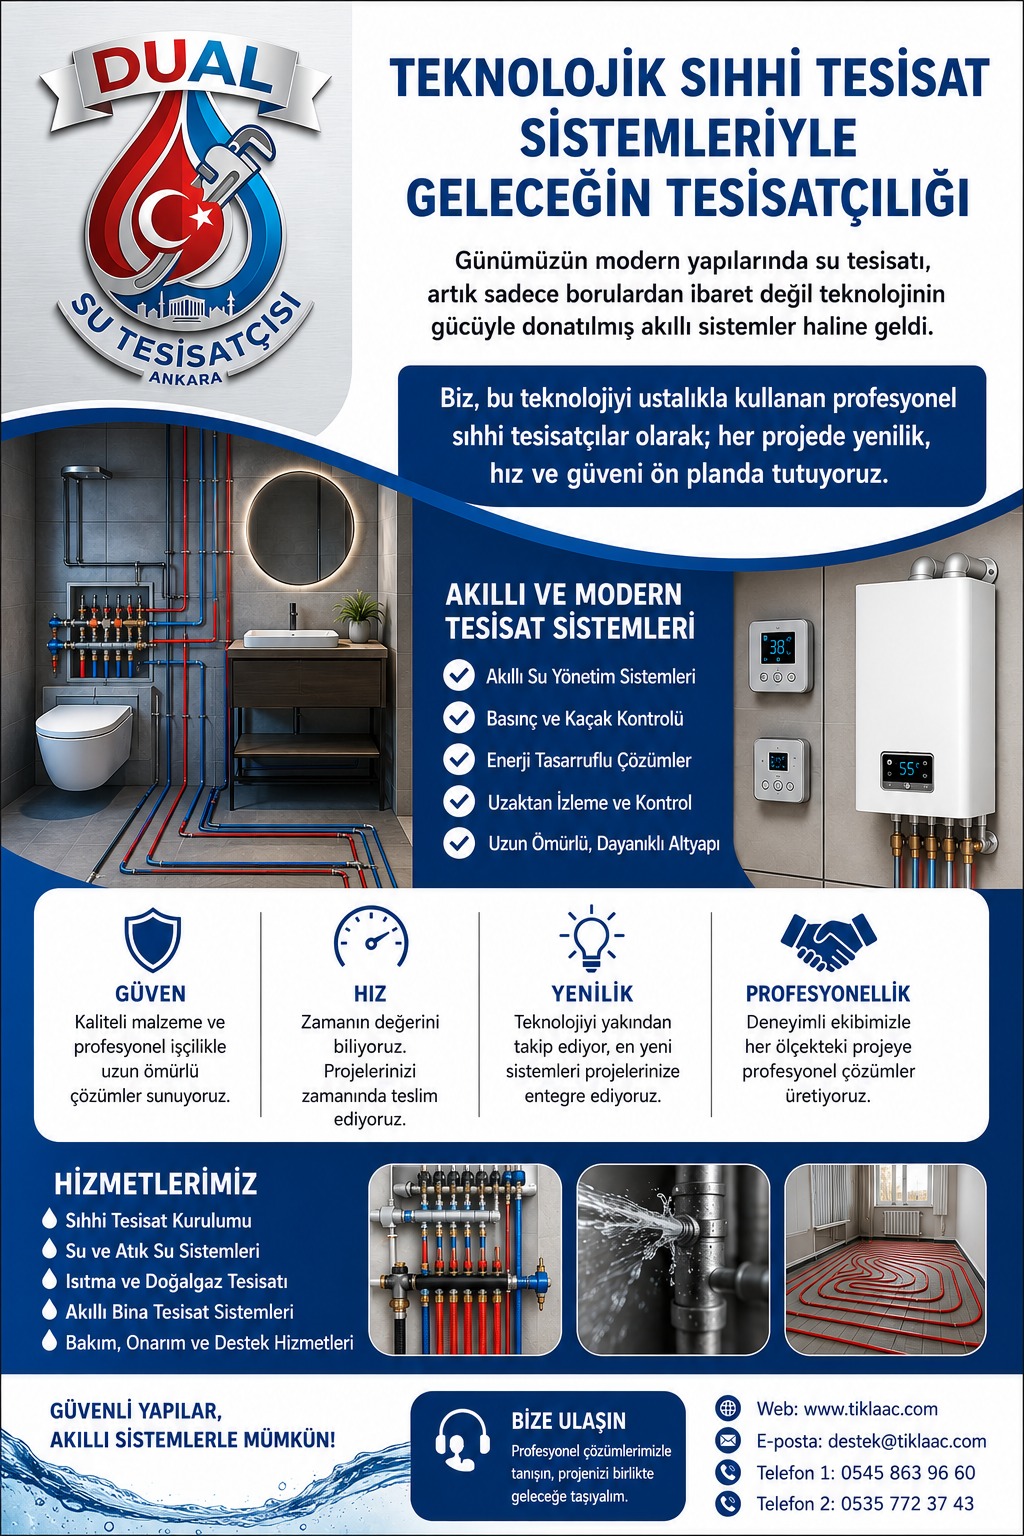 DUAL
SU TESİSATÇISI
ANKARA
TEKNOLOJİK SIHHİ TESİSAT
SİSTEMLERİYLE
GELECEĞİN TESİSATÇILIĞI
Günümüzün modern yapılarında su tesisatı,
artık sadece borulardan ibaret değil teknolojinin
gücüyle donatılmış akıllı sistemler haline geldi.
Biz, bu teknolojiyi ustalıkla kullanan profesyonel
sıhhi tesisatçılar olarak; her projede yenilik,
hız ve güveni ön planda tutuyoruz.
AKILLI VE MODERN
TESİSAT SİSTEMLERİ
Akıllı Su Yönetim Sistemleri
Basınç ve Kaçak Kontrolü
Enerji Tasarruflu Çözümler
Uzaktan İzleme ve Kontrol
Uzun Ömürlü, Dayanıklı Altyapı
38°
55°
GÜVEN
Kaliteli malzeme ve
profesyonel işçilikle
uzun ömürlü
çözümler sunuyoruz.
HIZ
Zamanın değerini
biliyoruz.
Projelerinizi
zamanında teslim
ediyoruz.
YENİLİK
Teknolojiyi yakından
takip ediyor, en yeni
sistemleri projelerinize
entegre ediyoruz.
PROFESYONELLİK
Deneyimli ekibimizle
her ölçekteki projeye
profesyonel çözümler
üretiyoruz.
HİZMETLERİMİZ
Sıhhi Tesisat Kurulumu
Su ve Atık Su Sistemleri
Isıtma ve Doğalgaz Tesisatı
Akıllı Bina Tesisat Sistemleri
Bakım, Onarım ve Destek Hizmetleri
GÜVENLİ YAPILAR,
AKILLI SİSTEMLERLE MÜMKÜN!
BİZE ULAŞIN
Profesyonel çözümlerimizle
tanışın, projenizi birlikte
geleceğe taşıyalım.
Web: www.tiklaac.com
E-posta: destek@tiklaac.com
Telefon 1: 0545 863 96 60
Telefon 2: 0535 772 37 43